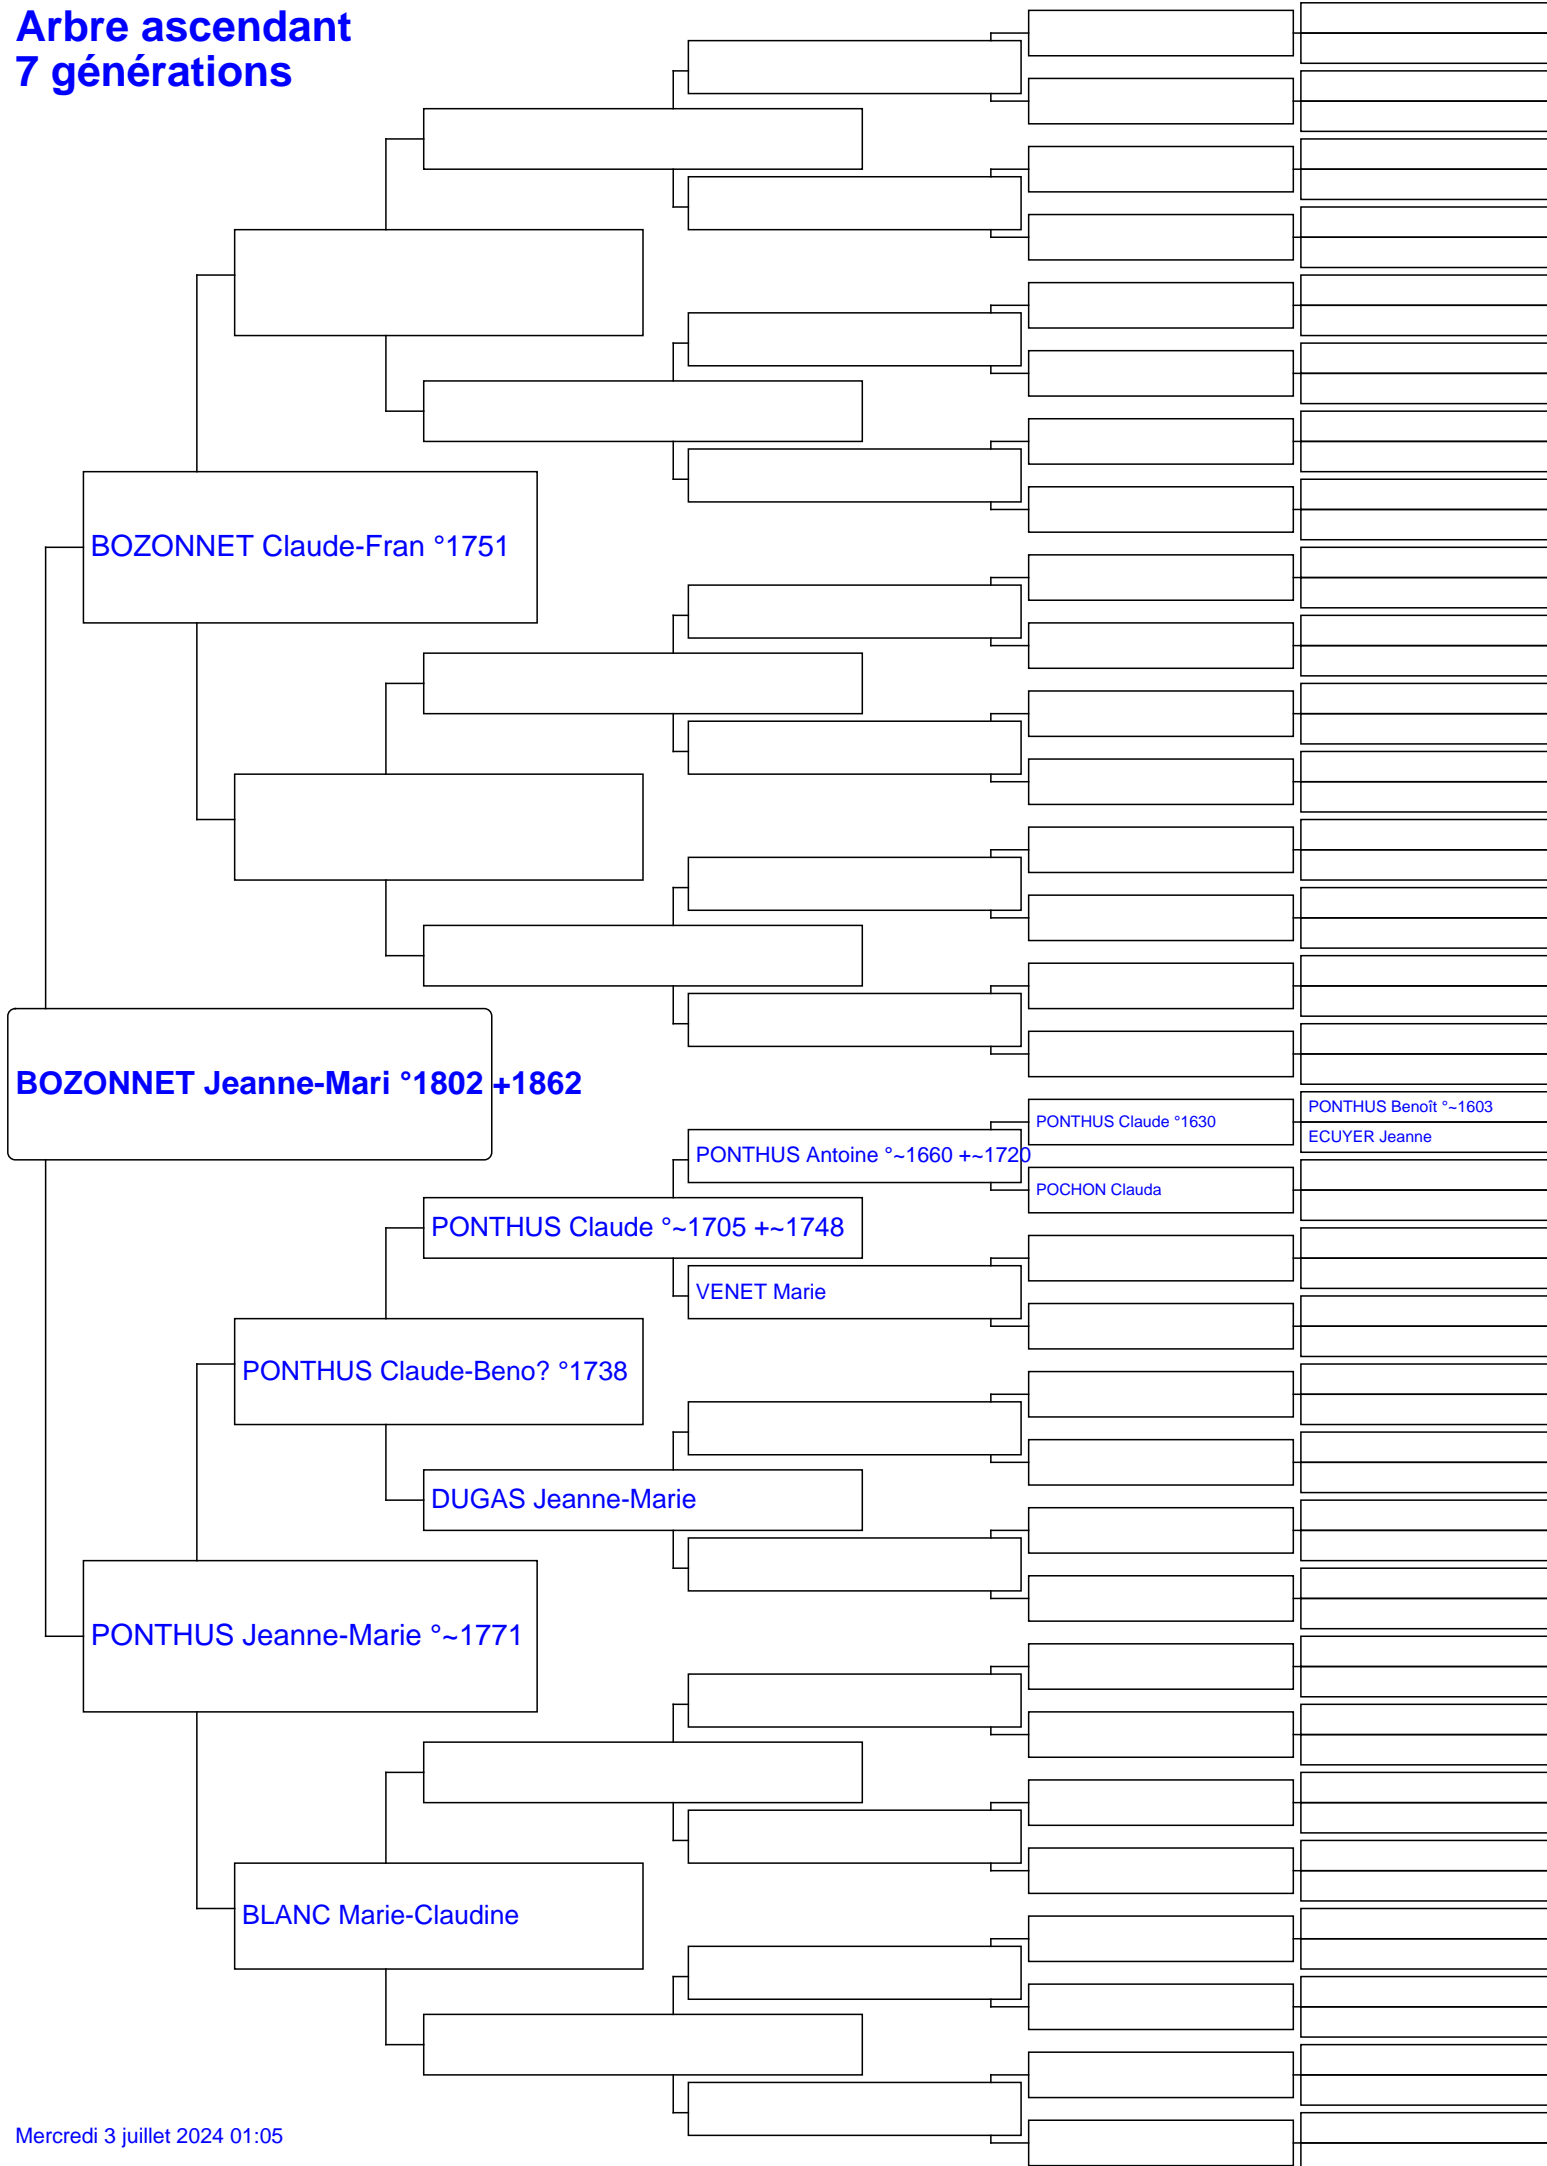 Arbre ascendant
7 générations
BOZONNET Claude-Fran °1751
BOZONNET Jeanne-Mari °1802 +1862
PONTHUS Benoît °~1603
PONTHUS Claude °1630
ECUYER Jeanne
PONTHUS Antoine °~1660 +~1720
POCHON Clauda
PONTHUS Claude °~1705 +~1748
VENET Marie
PONTHUS Claude-Beno? °1738
DUGAS Jeanne-Marie
PONTHUS Jeanne-Marie °~1771
BLANC Marie-Claudine
Mercredi 3 juillet 2024 01:05